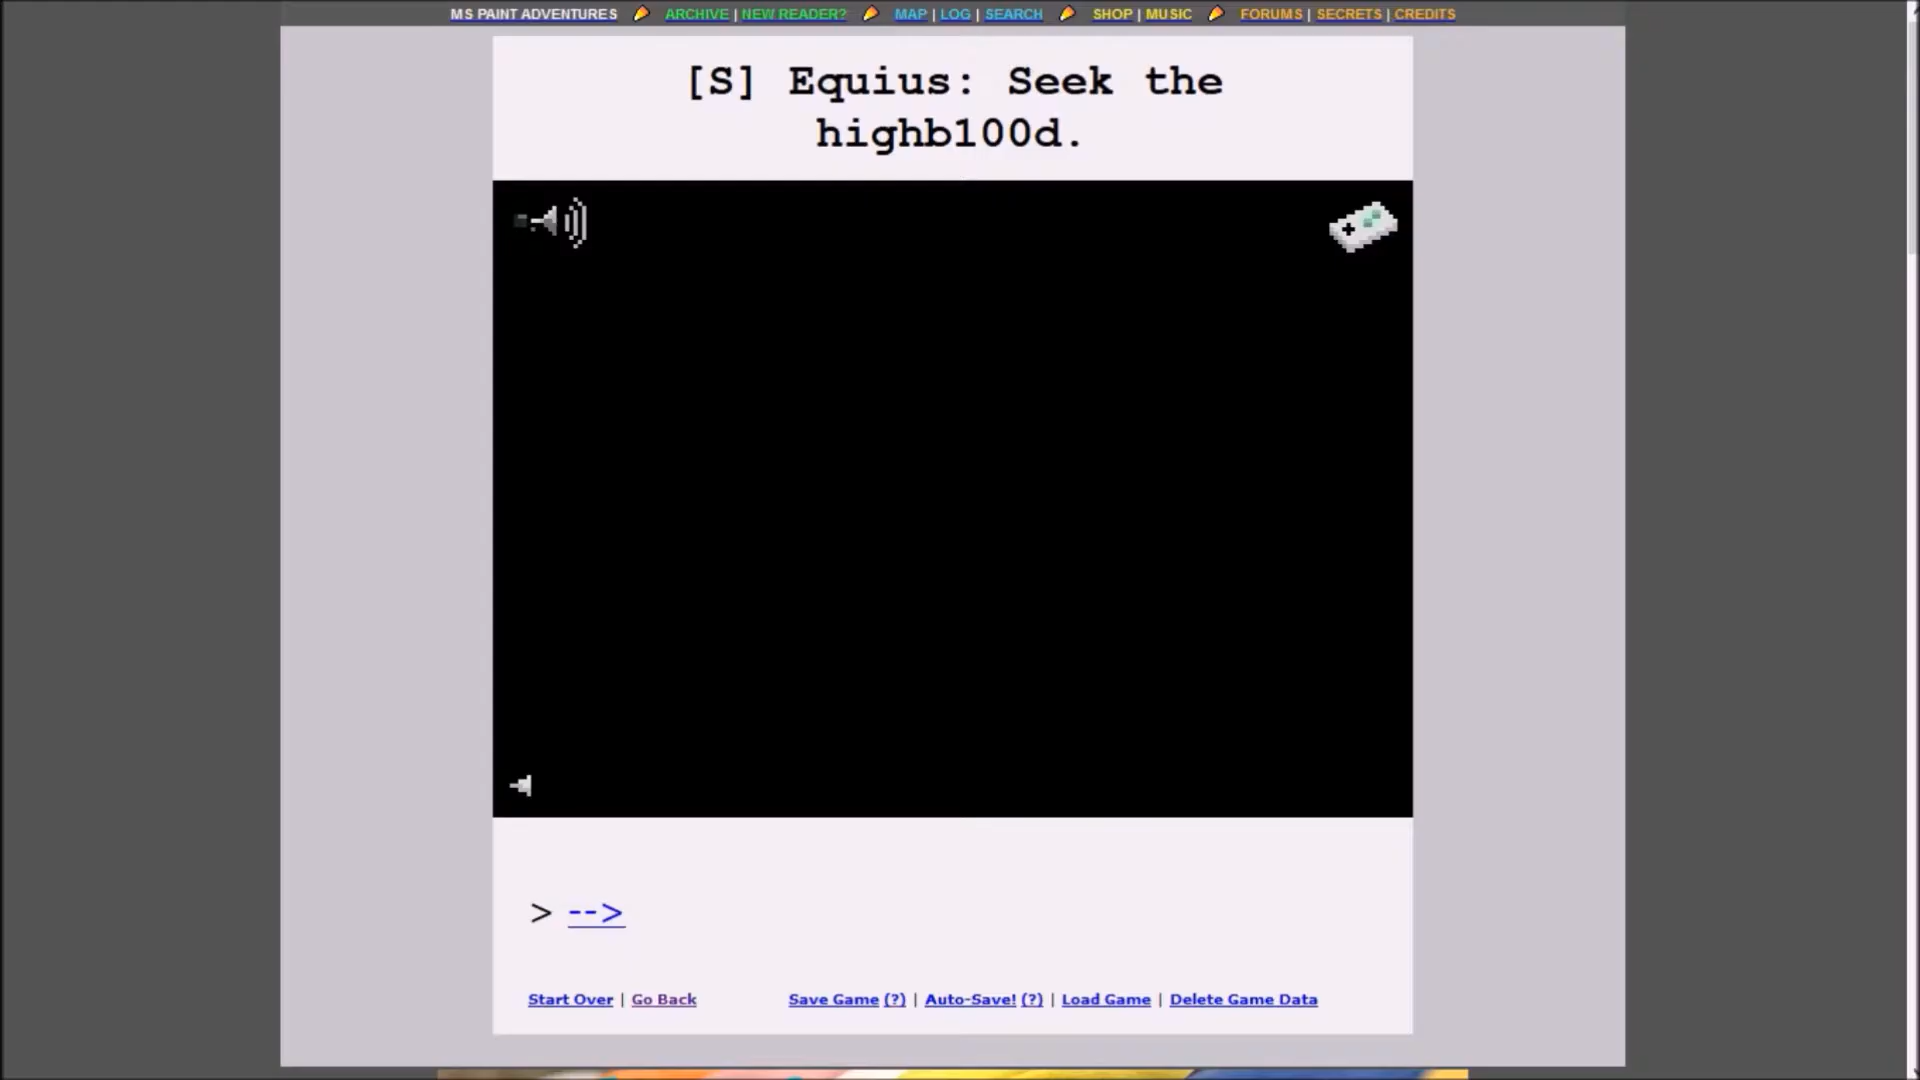 MS PAINT ADVENTURES ARCHIVE | NEW READER? MAP | LOG | SEARCH SHOP | MUSIC FORUMS | SECRETS | CREDITS
[S] Equius: Seek the
highb100d.
> -->
Start Over | Go Back Save Game (?) | Auto-Save! (?) | Load Game | Delete Game Data